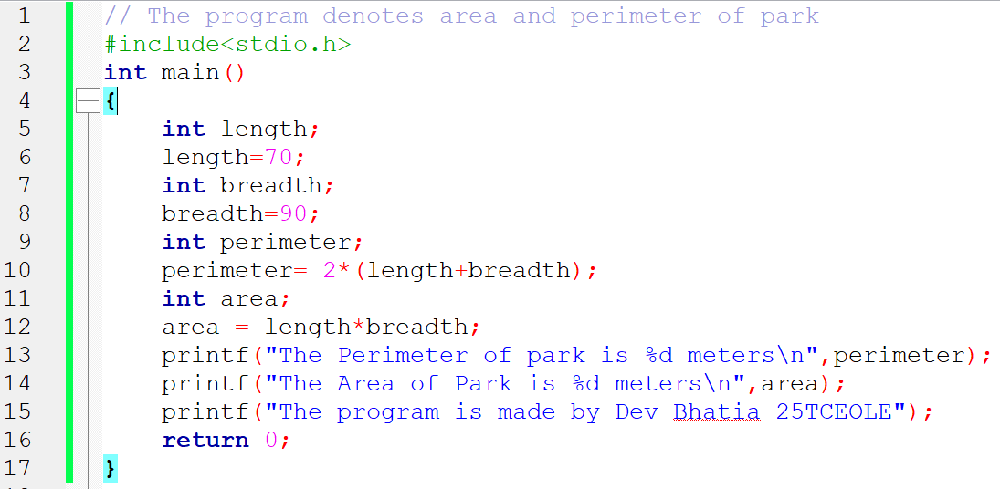 1 // The program denotes area and perimeter of park
2 #include<stdio.h>
3 int main()
4 {
5 int length;
6 length=70;
7 int breadth;
8 breadth=90;
9 int perimeter;
10 perimeter= 2*(length+breadth);
11 int area;
12 area = length*breadth;
13 printf("The Perimeter of park is %d meters\n",perimeter);
14 printf("The Area of Park is %d meters\n",area);
15 printf("The program is made by Dev Bhatia 25TCEOLE");
16 return 0;
17 }